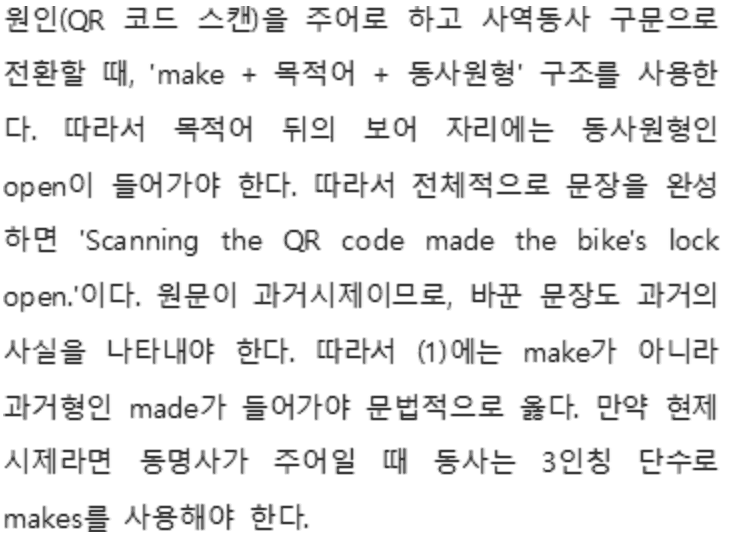 원인(QR 코드 스캔)을 주어로 하고 사역동사 구문으로
전환할 때, 'make + 목적어 + 동사원형' 구조를 사용한
다. 따라서 목적어 뒤의 보어 자리에는 동사원형인
open이 들어가야 한다. 따라서 전체적으로 문장을 완성
하면 'Scanning the QR code made the bike's lock
open.'이다. 원문이 과거시제이므로, 바꾼 문장도 과거의
사실을 나타내야 한다. 따라서 (1)에는 make가 아니라
과거형인 made가 들어가야 문법적으로 옳다. 만약 현제
시제라면 동명사가 주어일 때 동사는 3인칭 단수로
makes를 사용해야 한다.